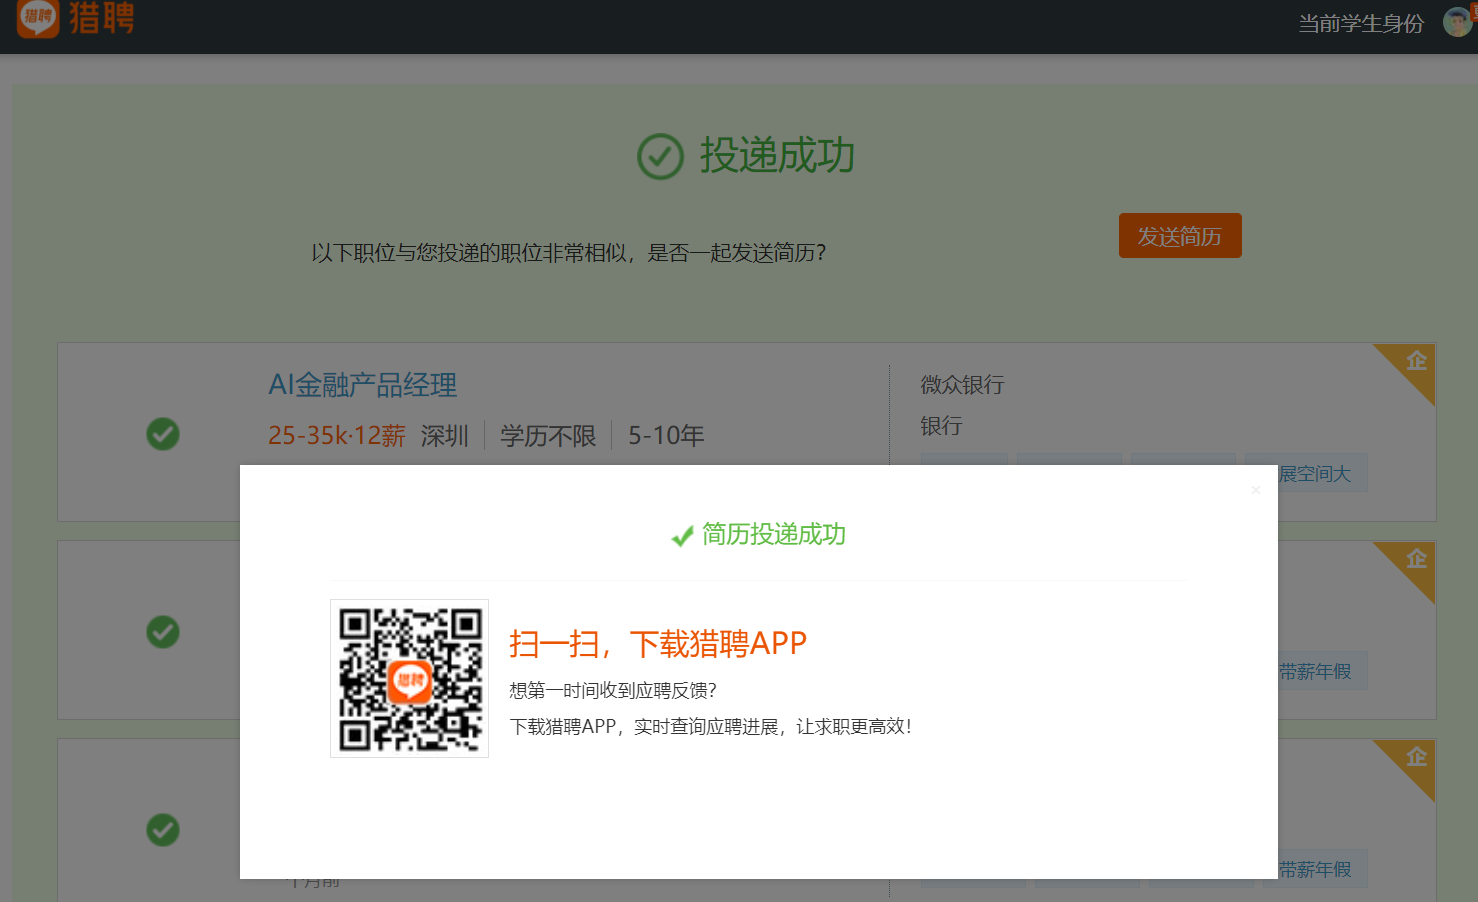 猎聘
猎聘
当前学生身份
投递成功
以下职位与您投递的职位非常相似，是否一起发送简历？
发送简历
AI金融产品经理
25-35k·12薪 深圳 学历不限 5-10年
微众银行
银行
企
展空间大
简历投递成功
×
企
扫一扫，下载猎聘APP
猎聘
想第一时间收到应聘反馈？
下载猎聘APP，实时查询应聘进展，让求职更高效！
带薪年假
企
带薪年假